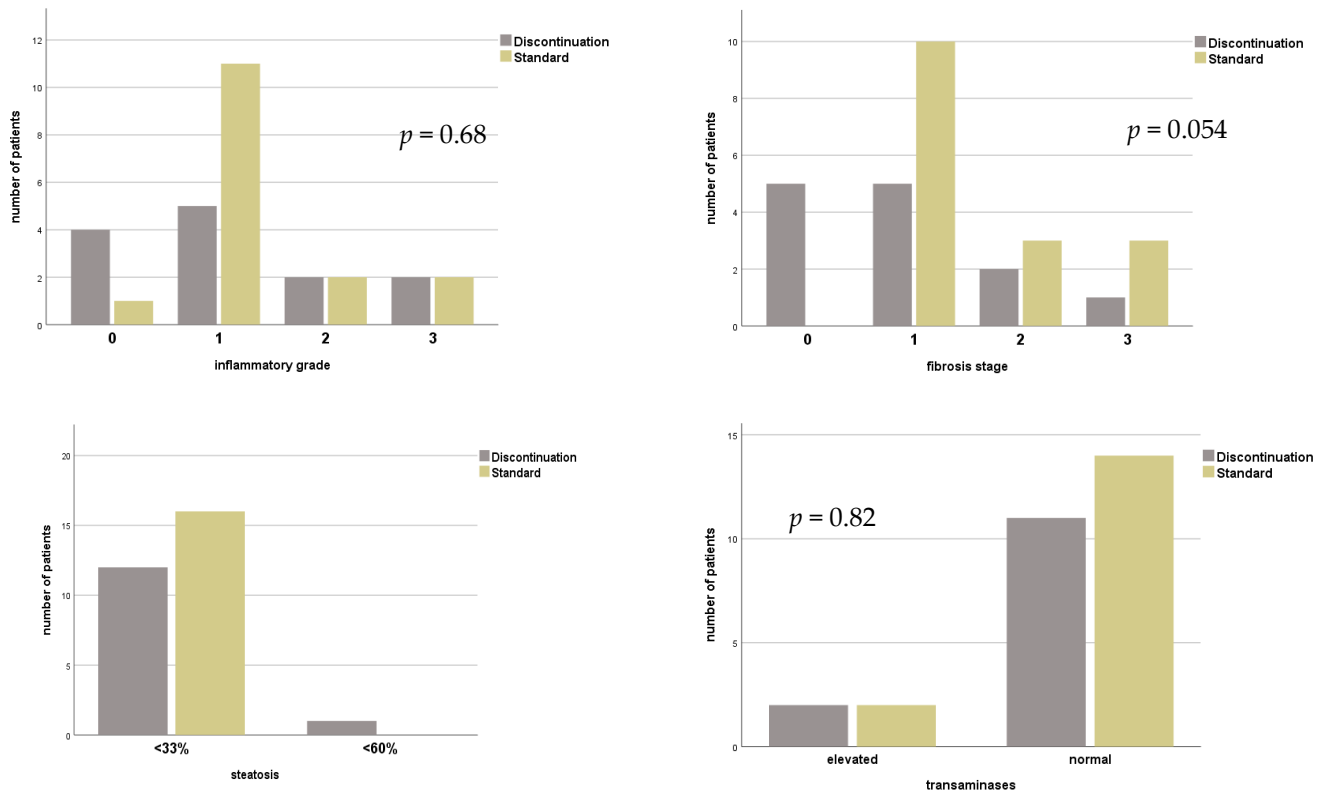 12
10
8
6
4
2
0
number of patients
Discontinuation
Standard
p = 0.68
0 1 2 3
inflammatory grade
10
8
6
4
2
0
number of patients
Discontinuation
Standard
p = 0.054
0 1 2 3
fibrosis stage
20
15
10
5
0
number of patients
Discontinuation
Standard
<33% <60%
steatosis
15
10
5
0
number of patients
Discontinuation
Standard
p = 0.82
elevated normal
transaminases